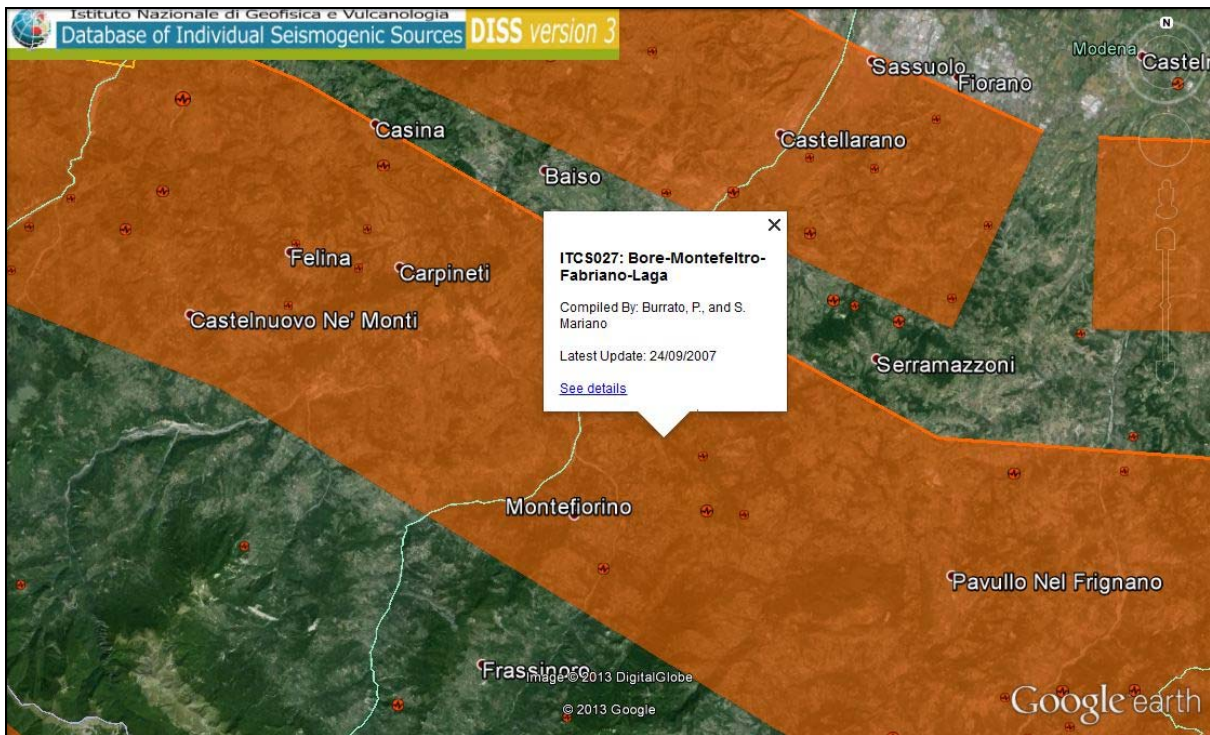 Istituto Nazionale di Geofisica e Vulcanologia
Database of Individual Seismogenic Sources DISS version 3
N
Modena
Sassuolo
Fiorano
Casina
Castellarano
Baiso
ITCS027: Bore-Montefeltro-
Fabriano-Laga
Compiled By: Burrato, P., and S.
Mariano
Latest Update: 24/09/2007
See details
Felina
Carpineti
Castelnuovo Ne' Monti
Serramazzoni
Montefiorino
Pavullo Nel Frignano
Frassinoro
Image © 2013 DigitalGlobe
© 2013 Google
Google earth